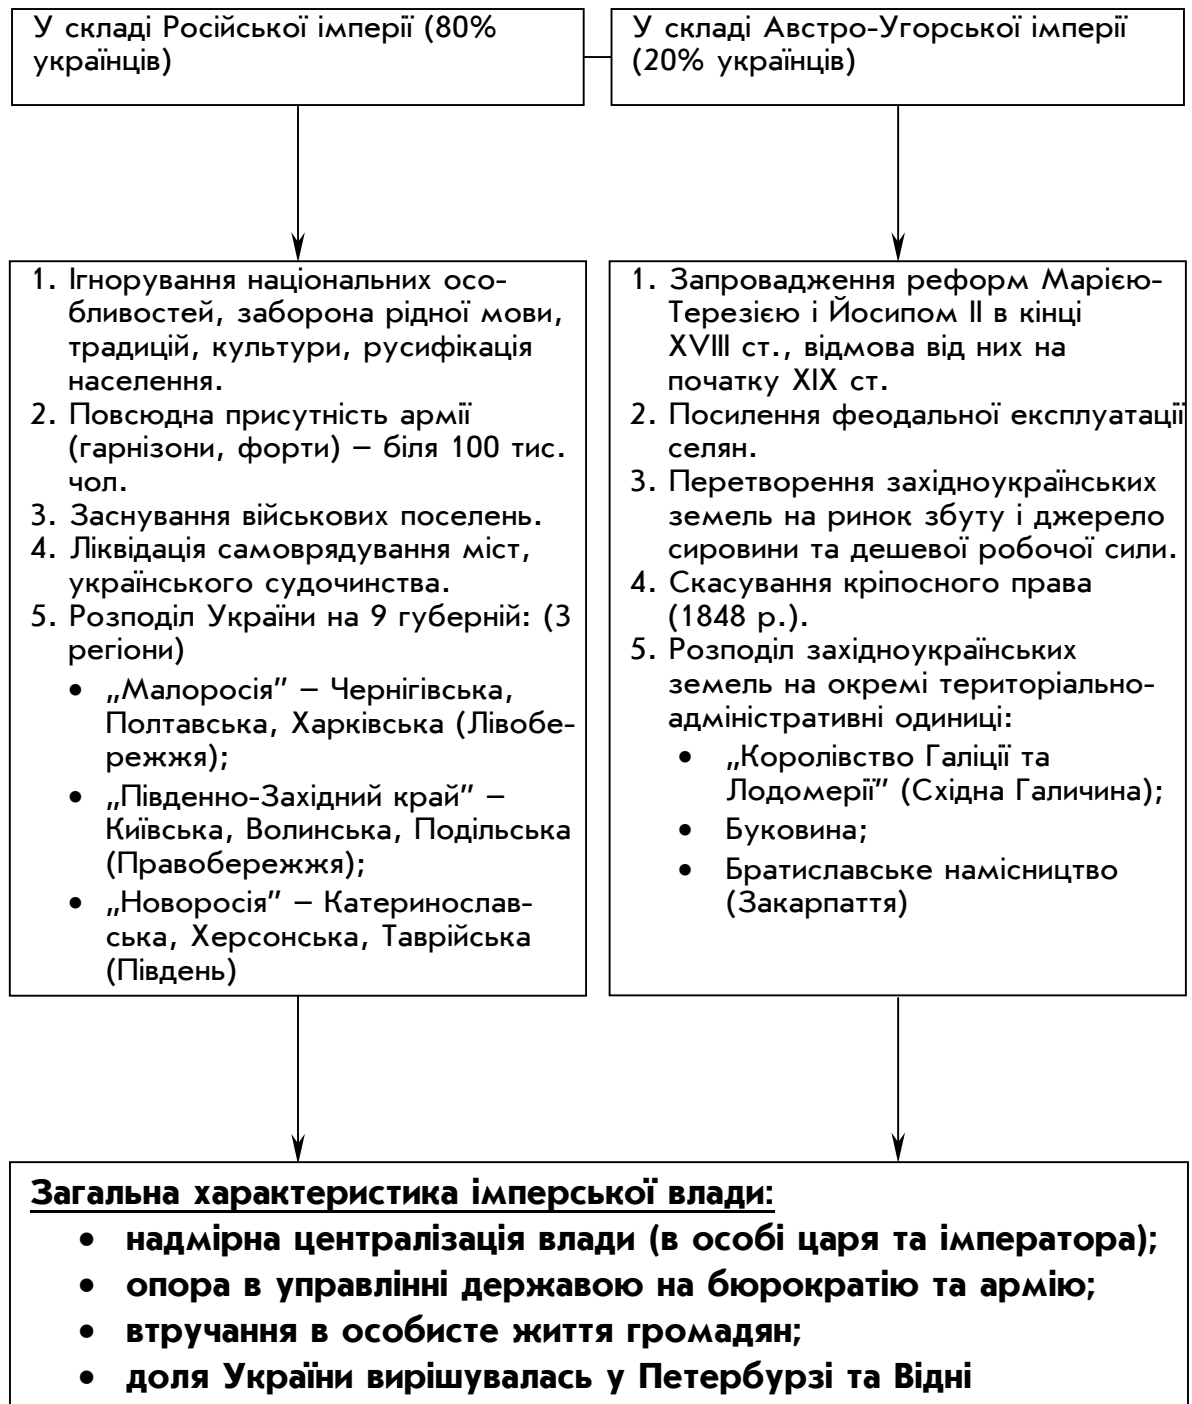 У складі Російської імперії (80%
українців)
У складі Австро-Угорської імперії
(20% українців)
1. Ігнорування національних осо-
бливостей, заборона рідної мови,
традицій, культури, русифікація
населення.
2. Повсюдна присутність армії
(гарнізони, форти) – біля 100 тис.
чол.
3. Заснування військових поселень.
4. Ліквідація самоврядування міст,
українського судочинства.
5. Розподіл України на 9 губерній: (3
регіони)
• „Малоросія” – Чернігівська,
Полтавська, Харківська (Лівобе-
режжя);
• „Південно-Західний край” –
Київська, Волинська, Подільська
(Правобережжя);
• „Новоросія” – Катеринослав-
ська, Херсонська, Таврійська
(Південь)
1. Запровадження реформ Марією-
Терезією і Йосипом II в кінці
XVIII ст., відмова від них на
початку XIX ст.
2. Посилення феодальної експлуатації
селян.
3. Перетворення західноукраїнських
земель на ринок збуту і джерело
сировини та дешевої робочої сили.
4. Скасування кріпосного права
(1848 р.).
5. Розподіл західноукраїнських
земель на окремі територіально-
адміністративні одиниці:
• „Королівство Галіції та
Лодомерії” (Східна Галичина);
• Буковина;
• Братиславське намісництво
(Закарпаття)
Загальна характеристика імперської влади:
• надмірна централізація влади (в особі царя та імператора);
• опора в управлінні державою на бюрократію та армію;
• втручання в особисте життя громадян;
• доля України вирішувалась у Петербурзі та Відні